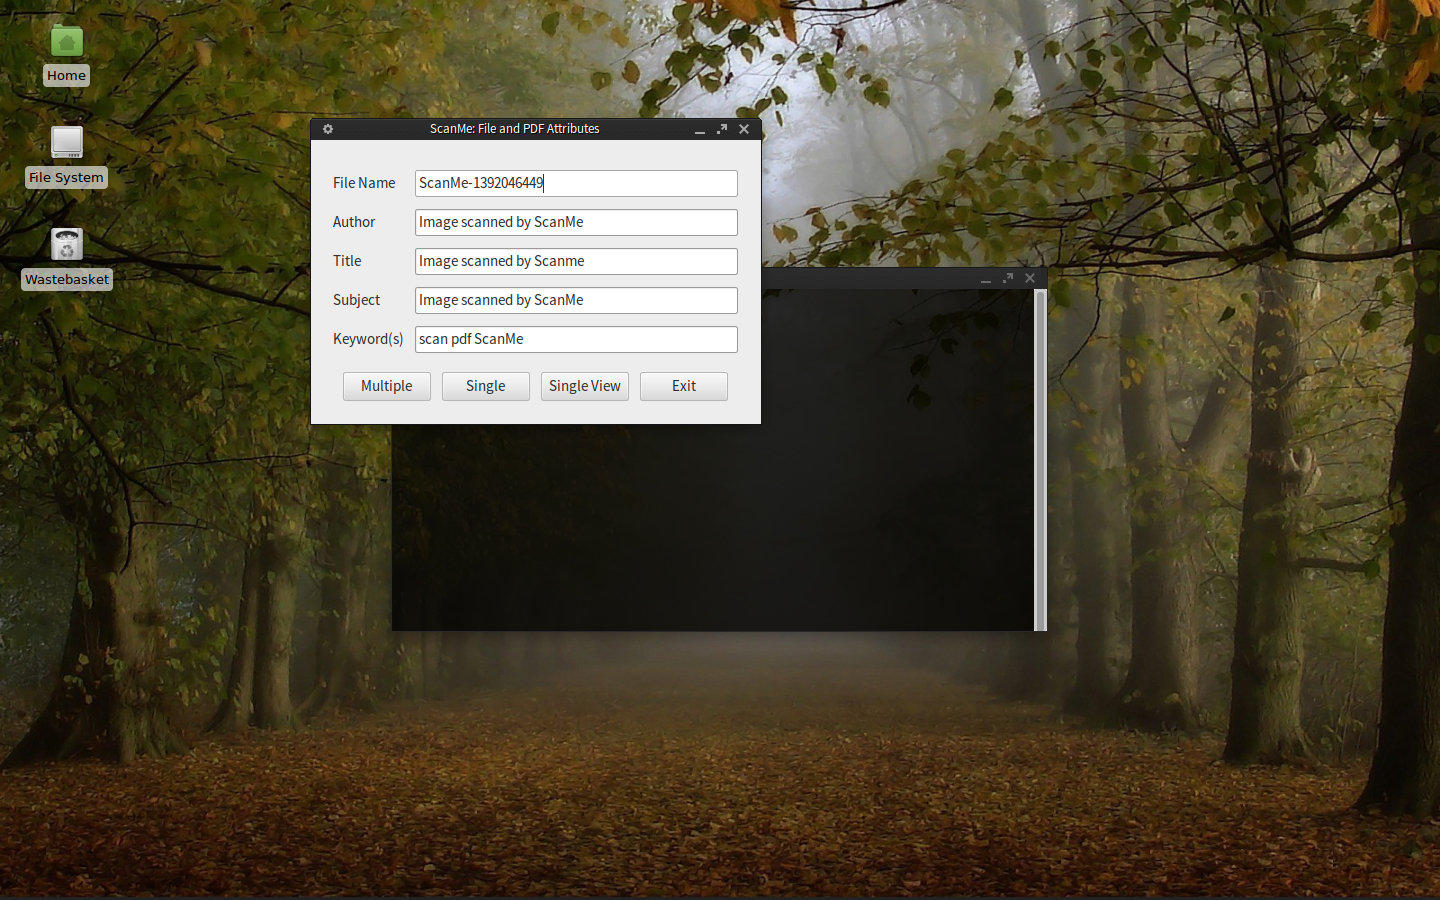 Home
File System
Wastebasket
ScanMe: File and PDF Attributes
File Name ScanMe-1392046449
Author Image scanned by ScanMe
Title Image scanned by Scanme
Subject Image scanned by ScanMe
Keyword(s) scan pdf ScanMe
Multiple Single Single View Exit